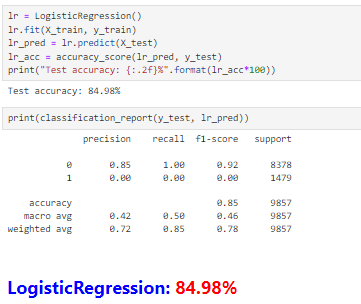 lr = LogisticRegression()
lr.fit(X_train, y_train)
lr_pred = lr.predict(X_test)
lr_acc = accuracy_score(lr_pred, y_test)
print("Test accuracy: {:.2f}%".format(lr_acc*100))
Test accuracy: 84.98%
print(classification_report(y_test, lr_pred))
precision recall f1-score support
0 0.85 1.00 0.92 8378
1 0.00 0.00 0.00 1479
accuracy 0.85 9857
macro avg 0.42 0.50 0.46 9857
weighted avg 0.72 0.85 0.78 9857
LogisticRegression: 84.98%